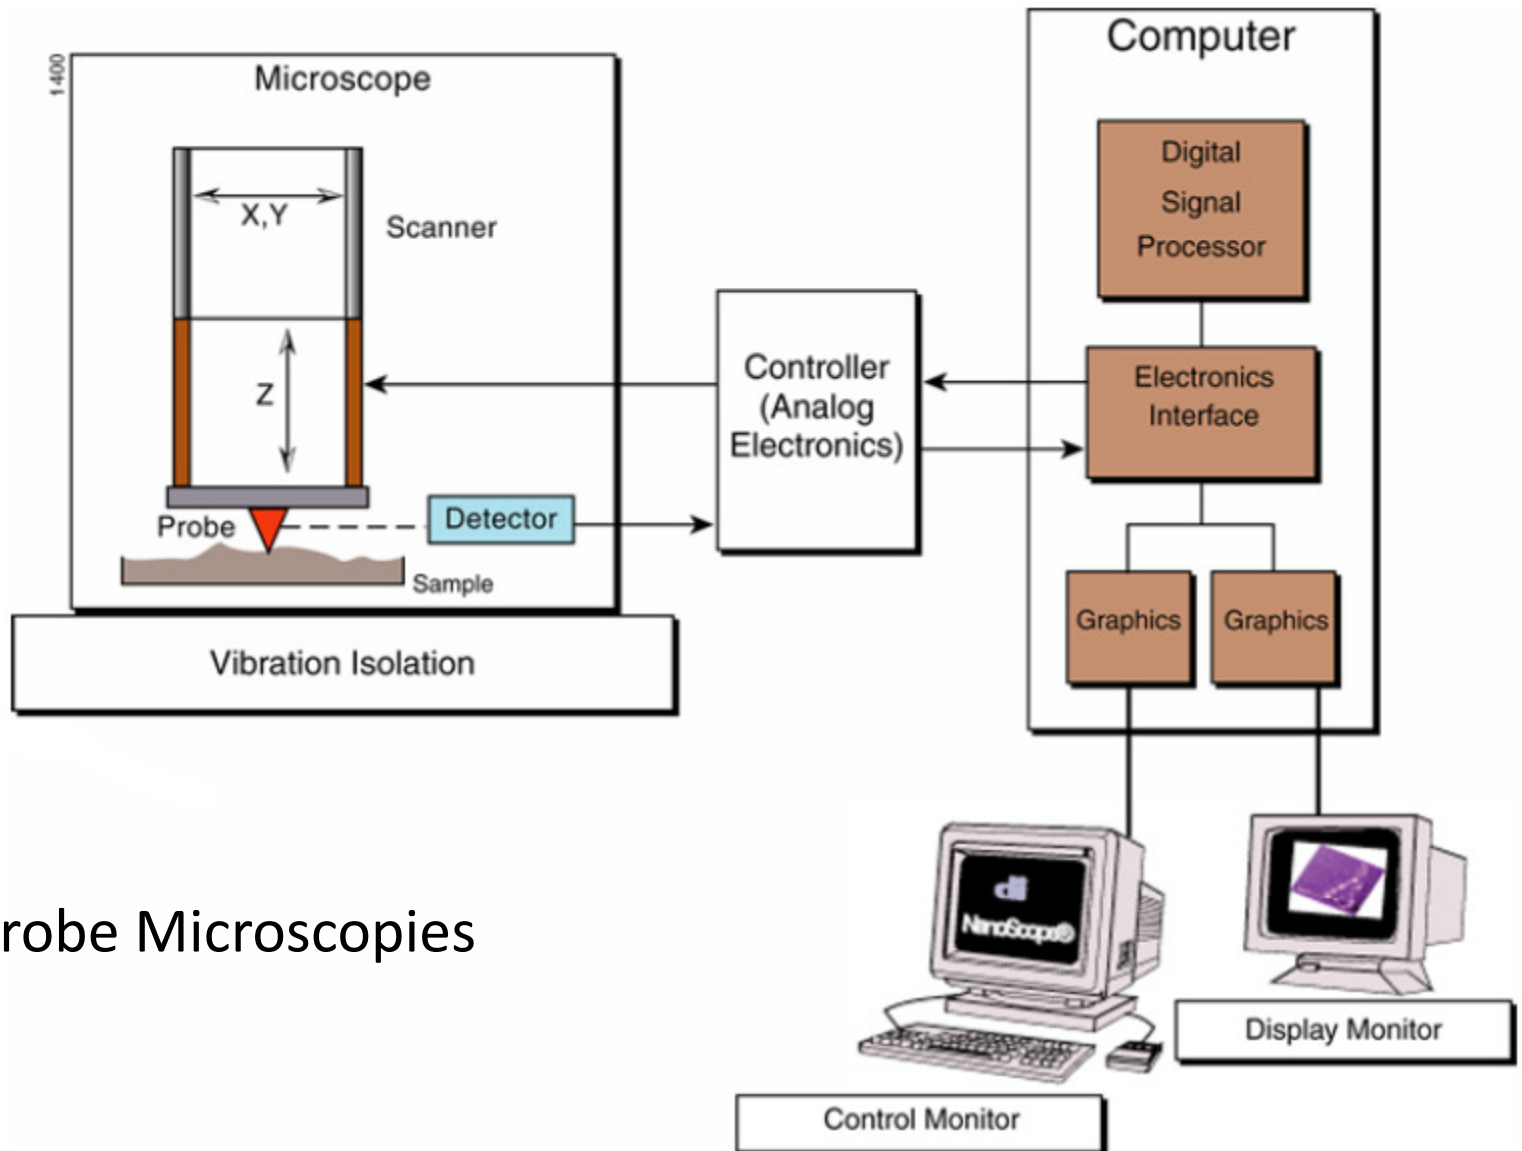 1400
Microscope
X,Y
Scanner
Z
Probe
Detector
Sample
Vibration Isolation
Controller
(Analog
Electronics)
Computer
Digital
Signal
Processor
Electronics
Interface
Graphics
Graphics
di
NanoScope®
Display Monitor
Control Monitor
robe Microscopies